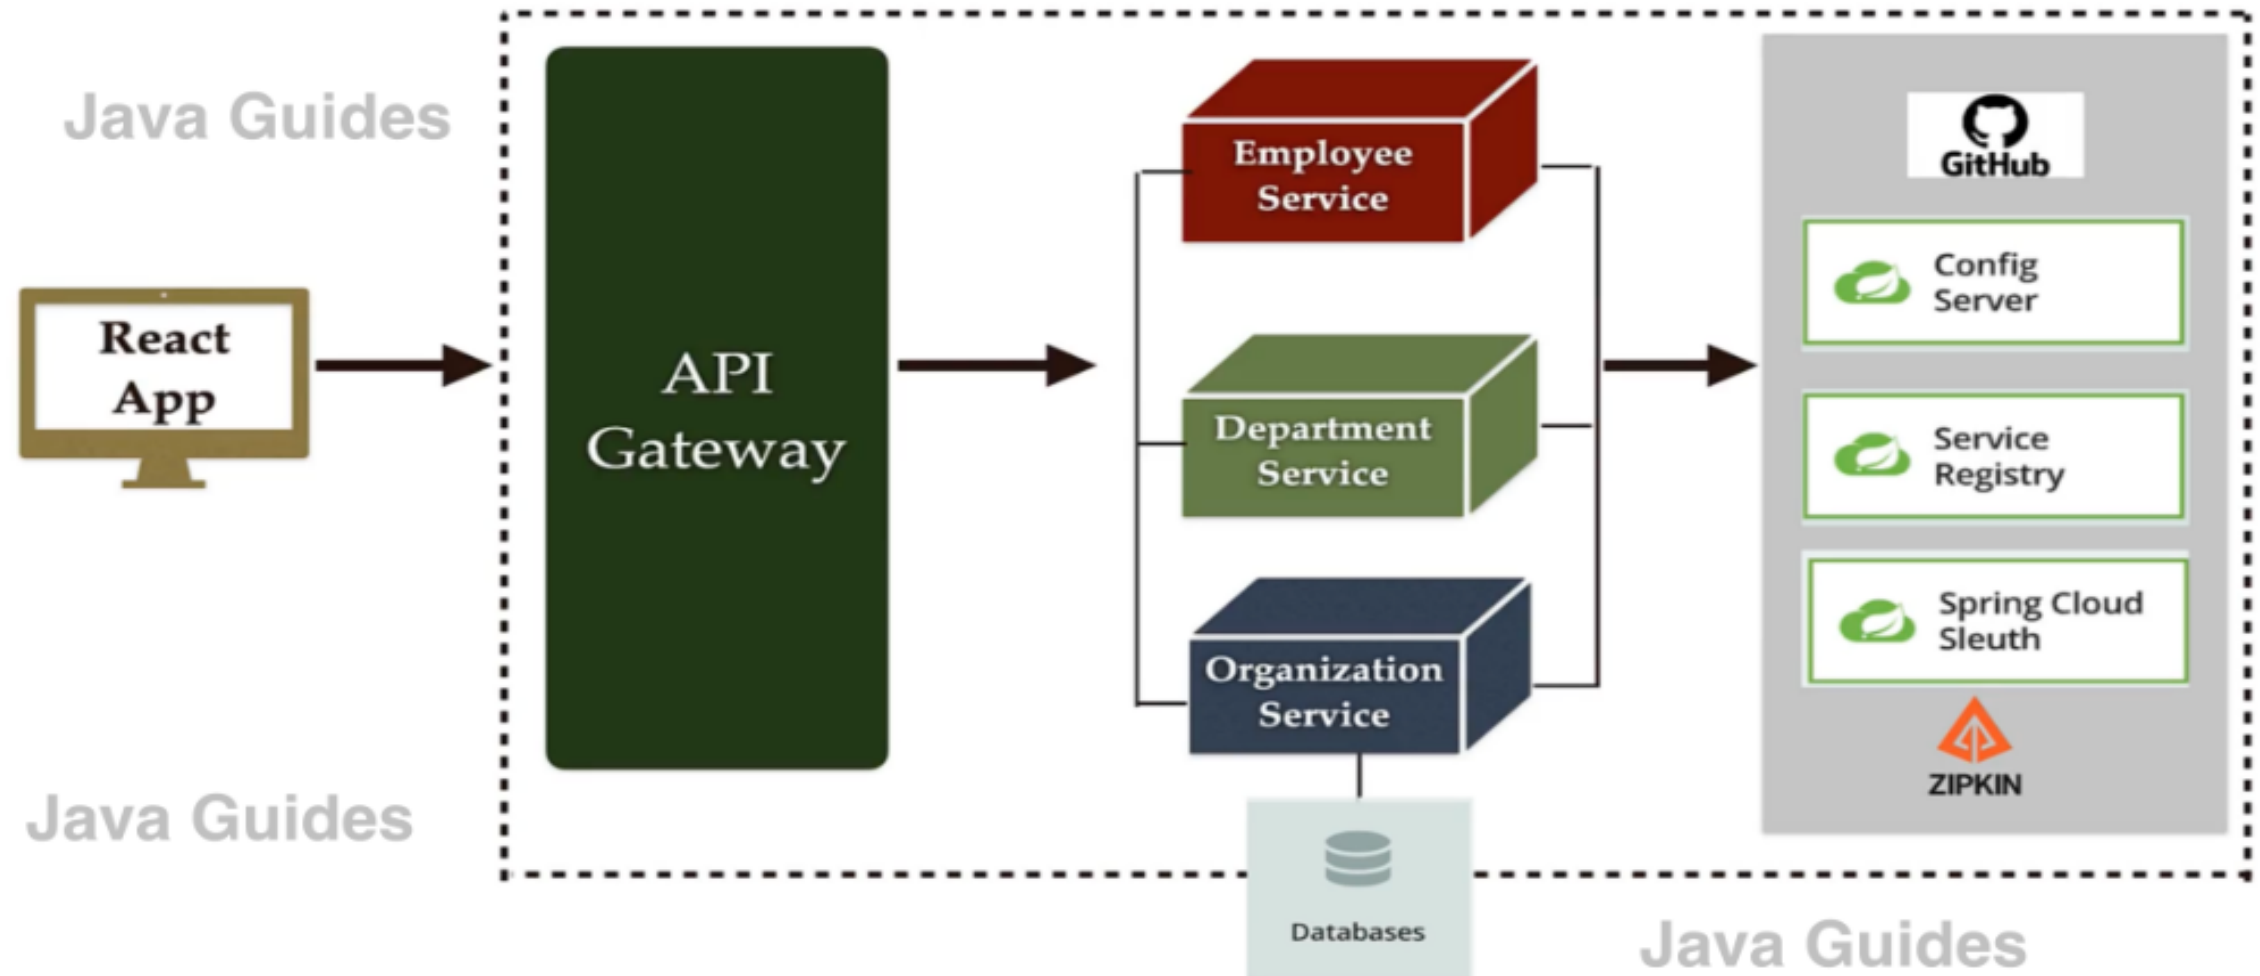 Java Guides
React
App
API
Gateway
Employee
Service
Department
Service
Organization
Service
Databases
GitHub
Config
Server
Service
Registry
Spring Cloud
Sleuth
ZIPKIN
Java Guides
Java Guides